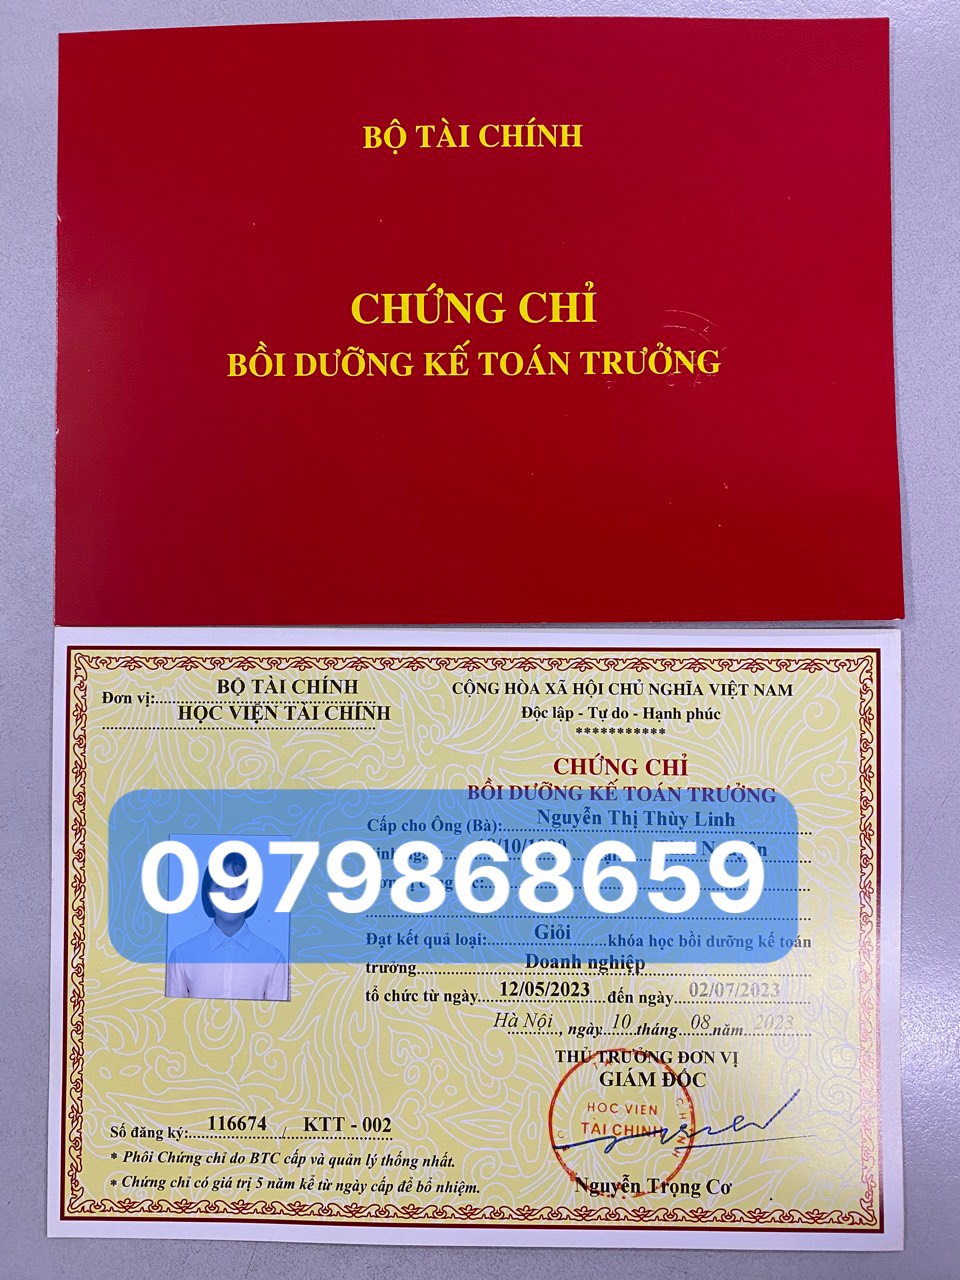 BỘ TÀI CHÍNH
CHỨNG CHỈ
BỒI DƯỠNG KẾ TOÁN TRƯỞNG
Đơn vị: BỘ TÀI CHÍNH
HỌC VIỆN TÀI CHÍNH
CỘNG HÒA XÃ HỘI CHỦ NGHĨA VIỆT NAM
Độc lập - Tự do - Hạnh phúc
***********
CHỨNG CHỈ
BỒI DƯỠNG KẾ TOÁN TRƯỞNG
Cấp cho Ông (Bà): Nguyễn Thị Thùy Linh
0979868659
Đạt kết quả loại: Giỏi khóa học bồi dưỡng kế toán
trưởng Doanh nghiệp
tổ chức từ ngày 12/05/2023 đến ngày 02/07/2023
Hà Nội, ngày 10 tháng 08 năm 2023
THỦ TRƯỞNG ĐƠN VỊ
GIÁM ĐỐC
HOC VIEN
TÀI CHINH
Nguyễn Trọng Cơ
Số đăng ký: 116674 / KTT - 002
* Phôi Chứng chỉ do BTC cấp và quản lý thống nhất.
* Chứng chỉ có giá trị 5 năm kể từ ngày cấp để bổ nhiệm.